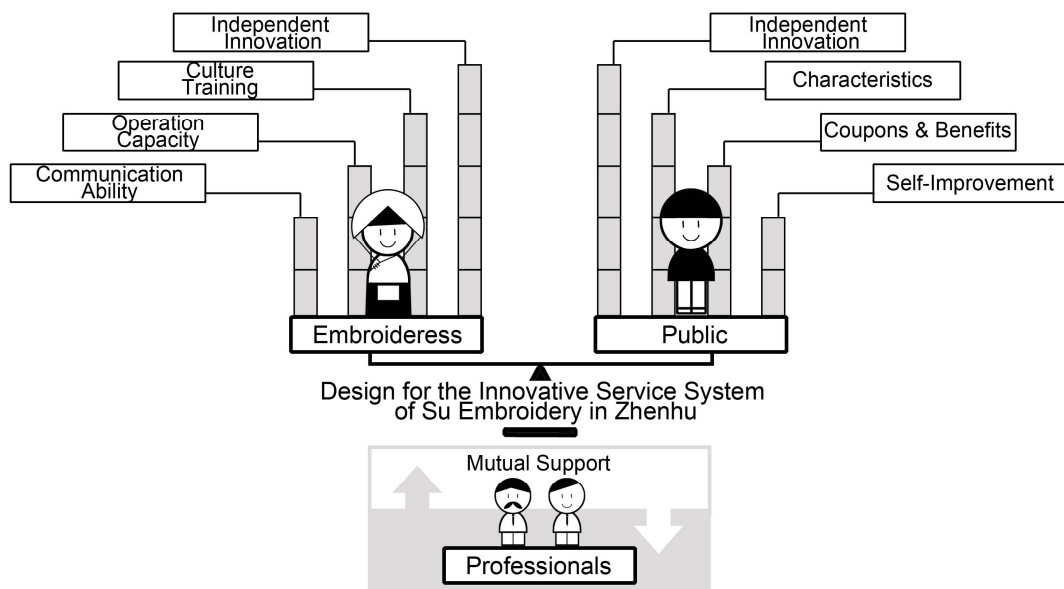 Independent
Innovation
Culture
Training
Operation
Capacity
Communication
Ability
Independent
Innovation
Characteristics
Coupons & Benefits
Self-Improvement
Embroideress
Public
Design for the Innovative Service System
of Su Embroidery in Zhenhu
Mutual Support
Professionals